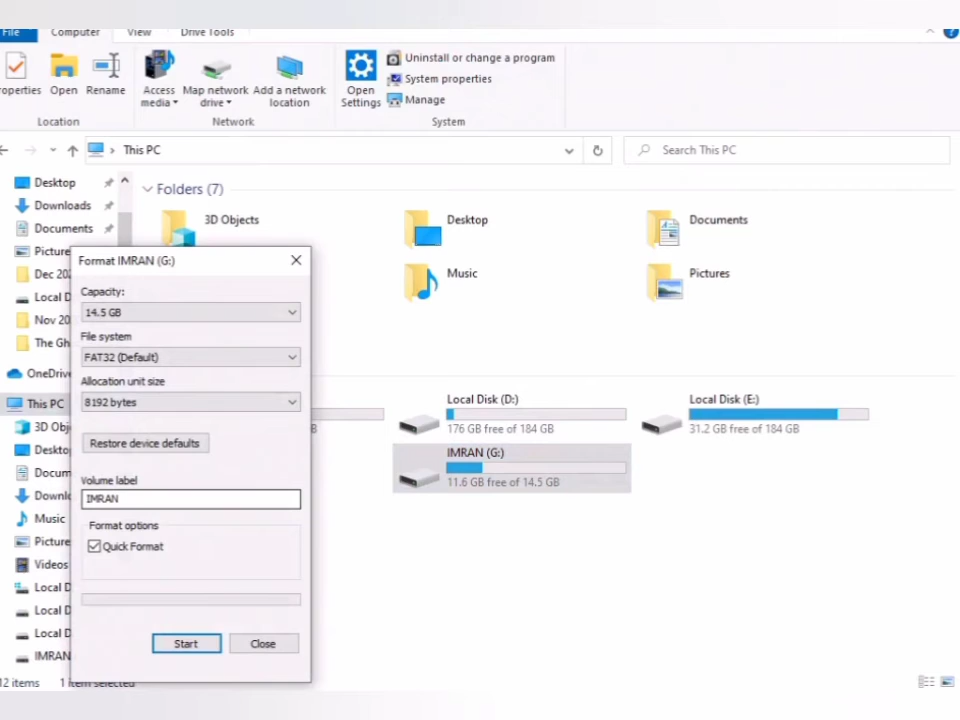 File
Computer
View
Drive Tools
roperties
Open
Rename
Access media
Map network drive
Add a network location
Open Settings
Uninstall or change a program
System properties
Manage
Location
Network
System
This PC
Search This PC
Desktop
Downloads
Documents
Picture
Dec 20
Local D
Nov 20
The Gh
OneDrive
This PC
3D Obj
Desktop
Docum
Downlo
Music
Picture
Videos
Local D
Local D
Local D
IMRAN
Folders (7)
3D Objects
Desktop
Documents
Music
Pictures
Local Disk (D:)
176 GB free of 184 GB
Local Disk (E:)
31.2 GB free of 184 GB
IMRAN (G:)
11.6 GB free of 14.5 GB
Format IMRAN (G:)
Capacity:
14.5 GB
File system
FAT32 (Default)
Allocation unit size
8192 bytes
Restore device defaults
Volume label
IMRAN
Format options
Quick Format
Start
Close
12 items
1 item selected